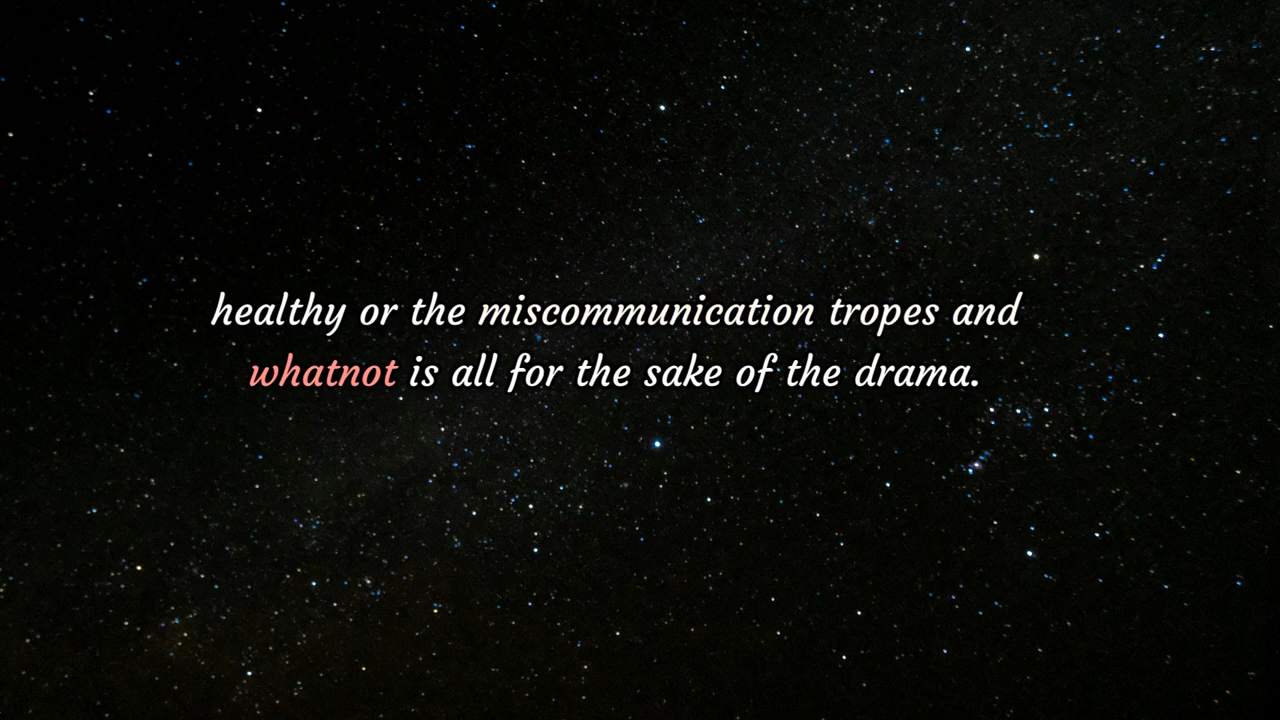 healthy or the miscommunication tropes and
whatnot is all for the sake of the drama.